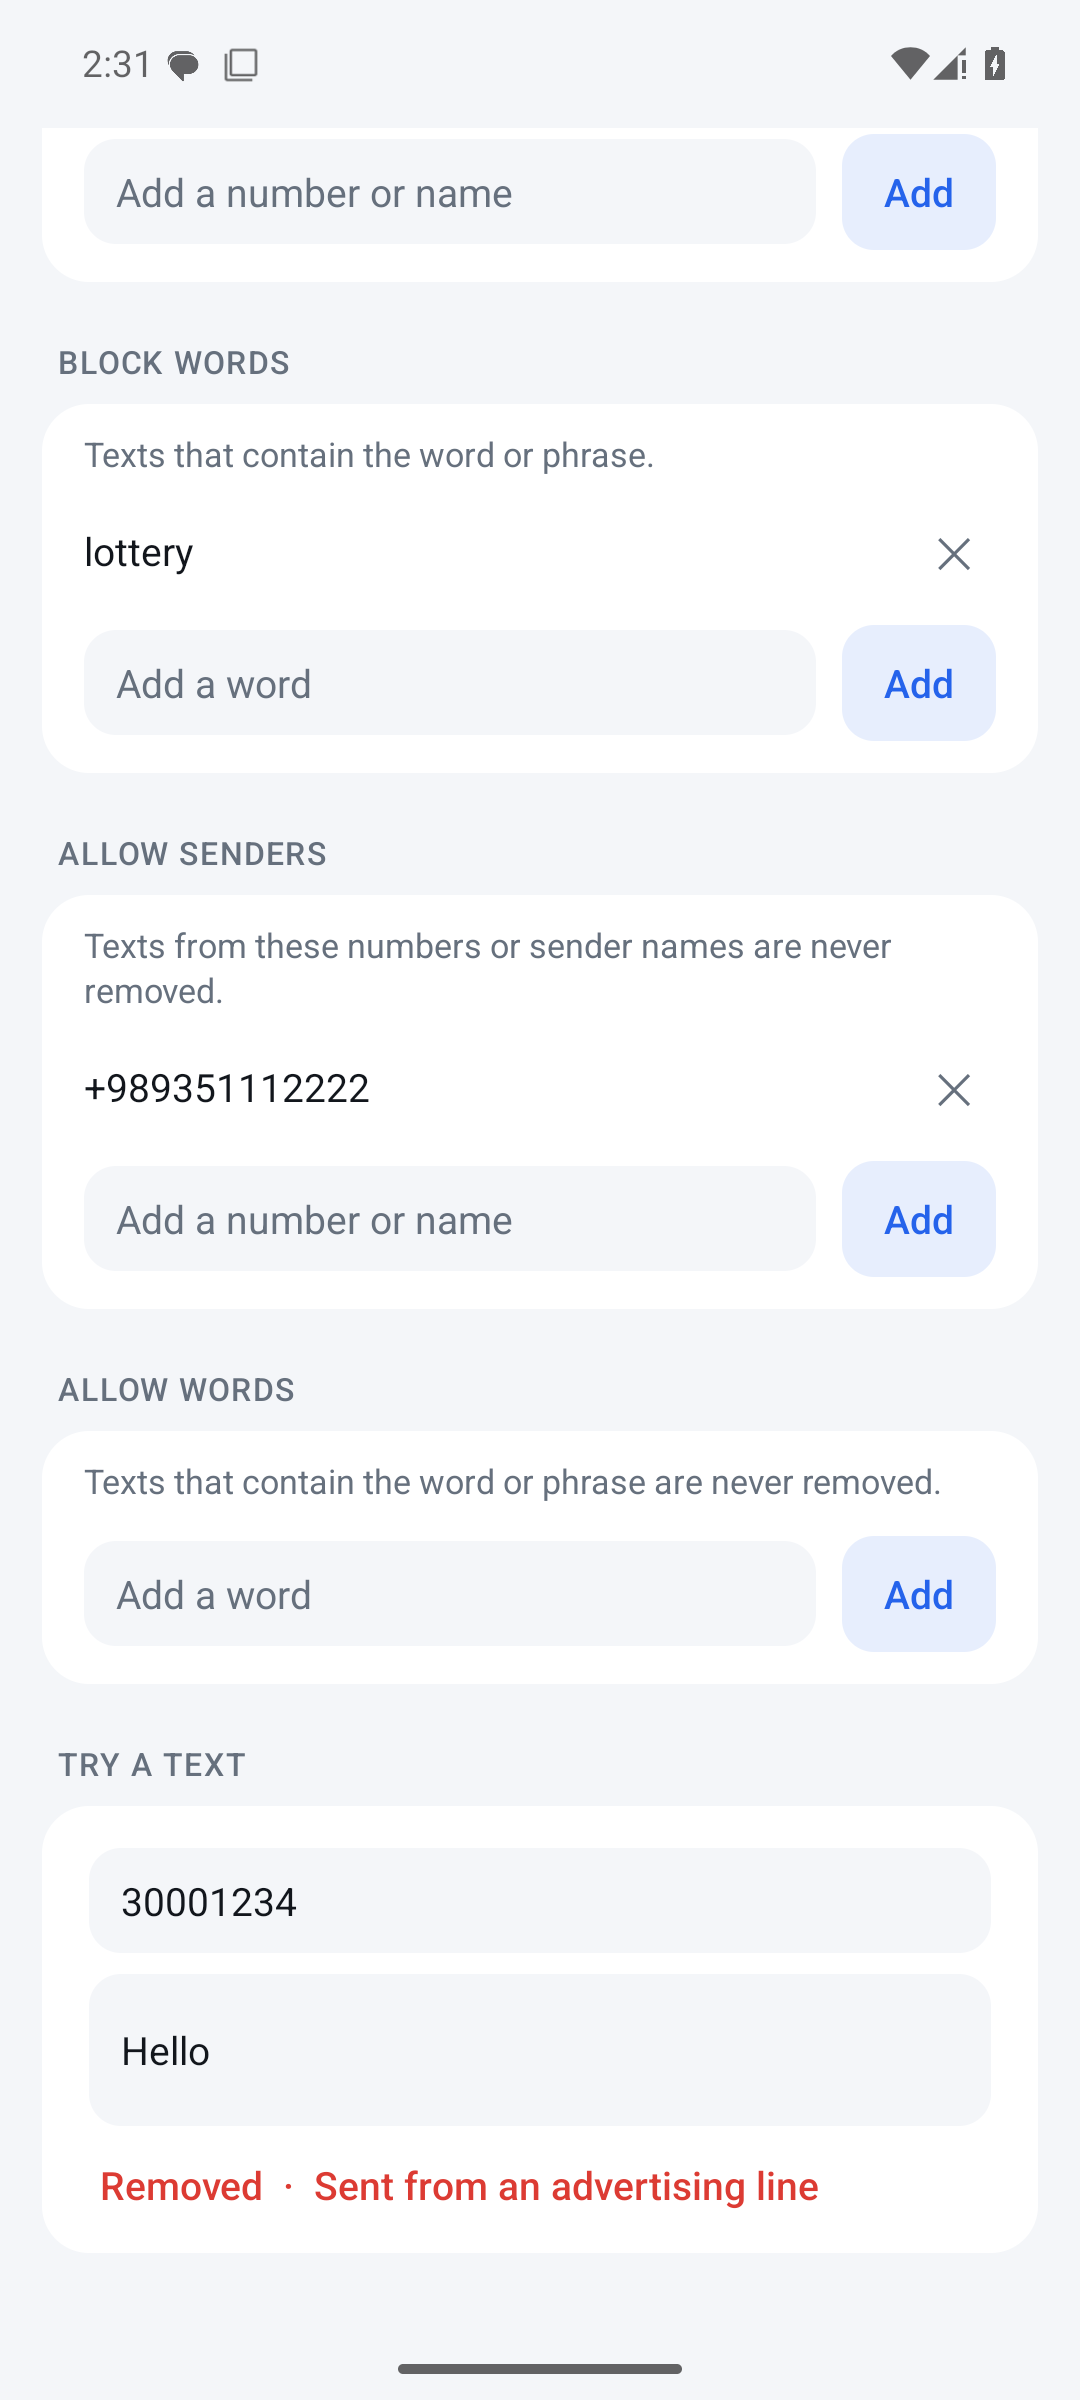 2:31
Add a number or name
Add
BLOCK WORDS
Texts that contain the word or phrase.
lottery
Add a word
Add
ALLOW SENDERS
Texts from these numbers or sender names are never
removed.
+989351112222
Add a number or name
Add
ALLOW WORDS
Texts that contain the word or phrase are never removed.
Add a word
Add
TRY A TEXT
30001234
Hello
Removed · Sent from an advertising line